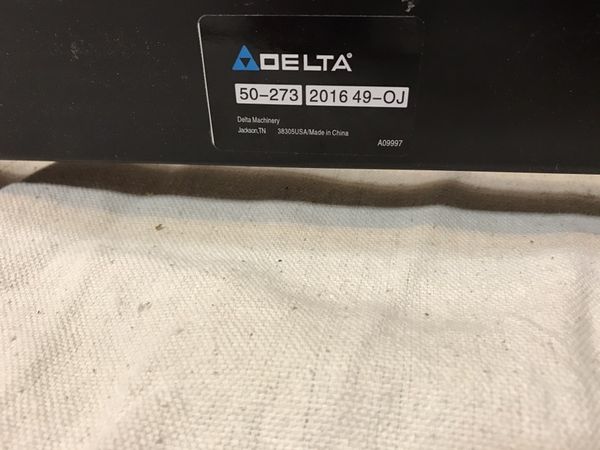 DELTA®
50-273 2016 49-OJ
Delta Machinery
Jackson,TN 38305USA/Made in China
A09997